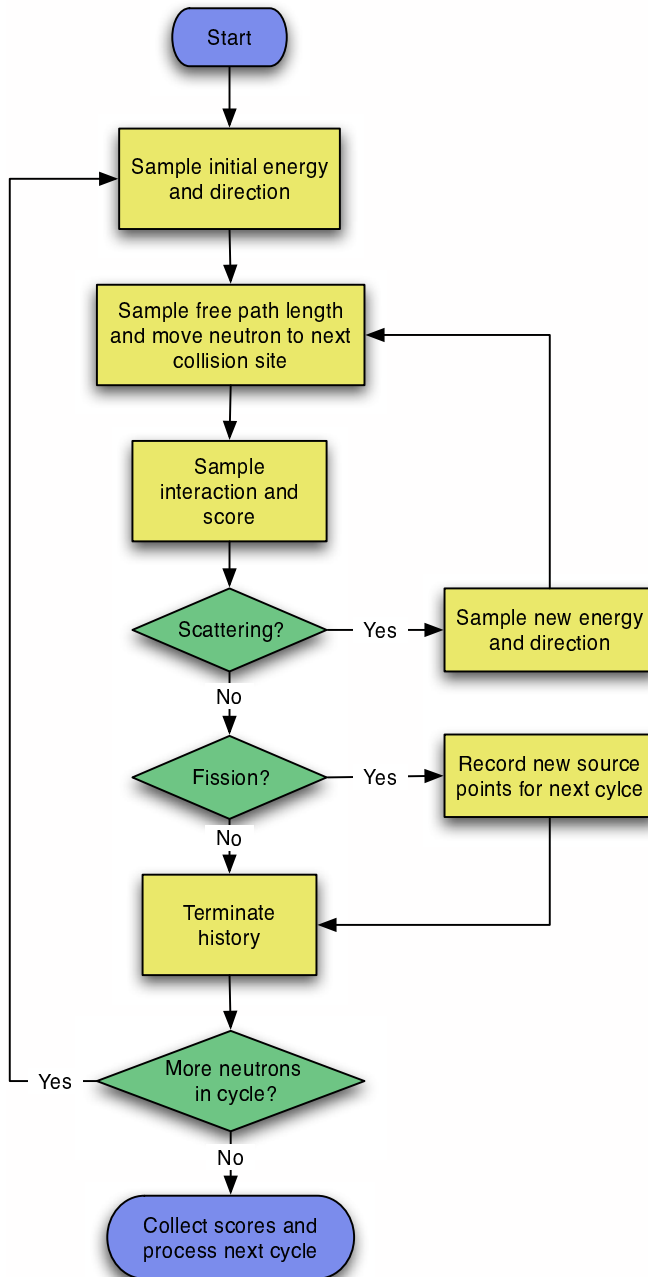 Start
Sample initial energy
and direction
Sample free path length
and move neutron to next
collision site
Sample
interaction and
score
Scattering?
Yes
Sample new energy
and direction
No
Fission?
Yes
Record new source
points for next cylce
No
Terminate
history
More neutrons
in cycle?
Yes
No
Collect scores and
process next cycle